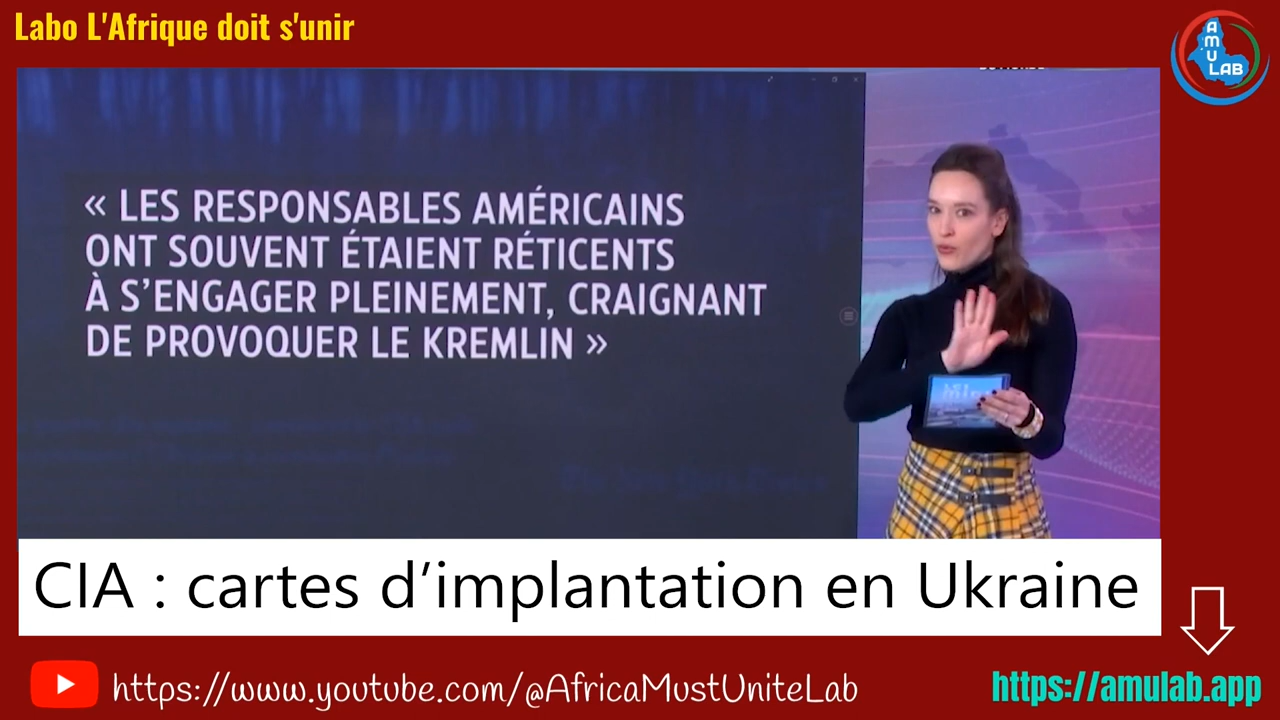 Labo L'Afrique doit s'unir
A
M
U
LAB
« LES RESPONSABLES AMÉRICAINS
ONT SOUVENT ÉTAIENT RÉTICENTS
À S’ENGAGER PLEINEMENT, CRAIGNANT
DE PROVOQUER LE KREMLIN »
CIA : cartes d’implantation en Ukraine
https://www.youtube.com/@AfricaMustUniteLab
https://amulab.app